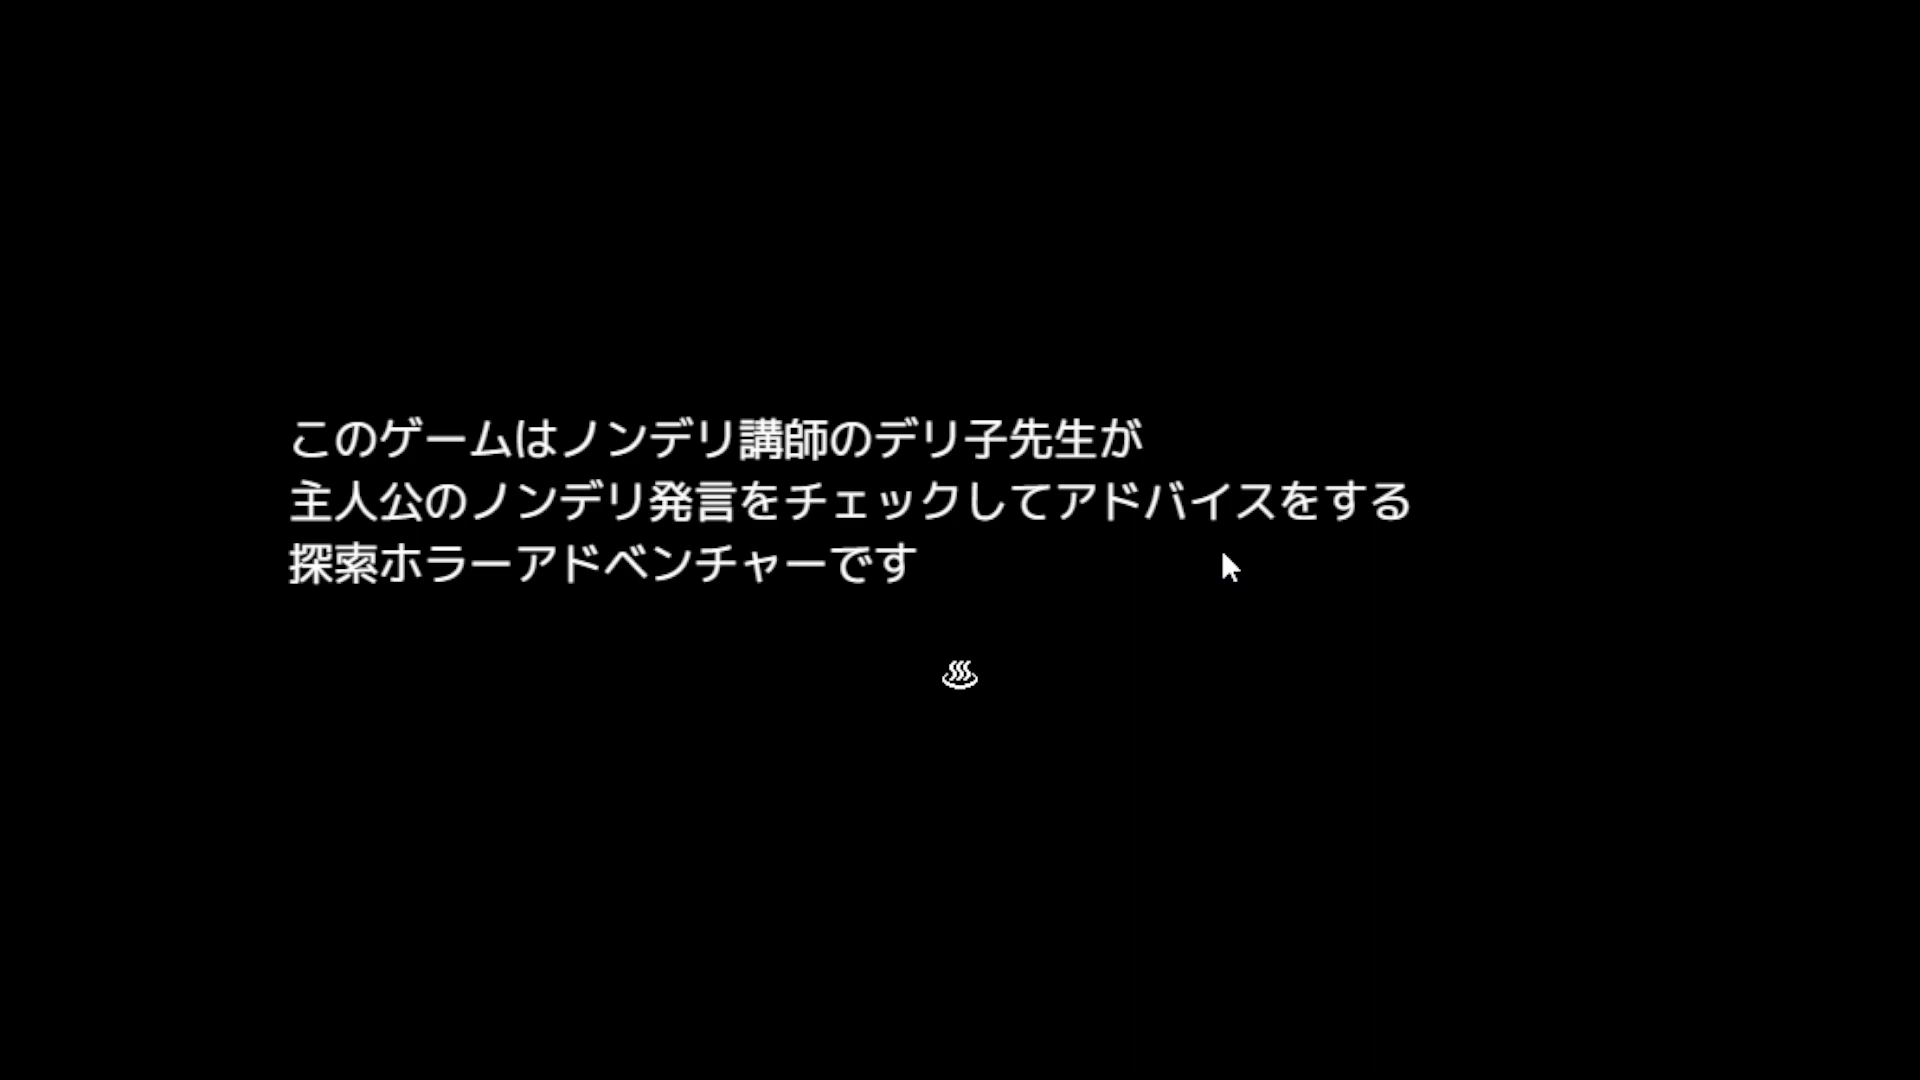 このゲームはノンデリ講師のデリ子先生が
主人公のノンデリ発言をチェックしてアドバイスをする
探索ホラーアドベンチャーです